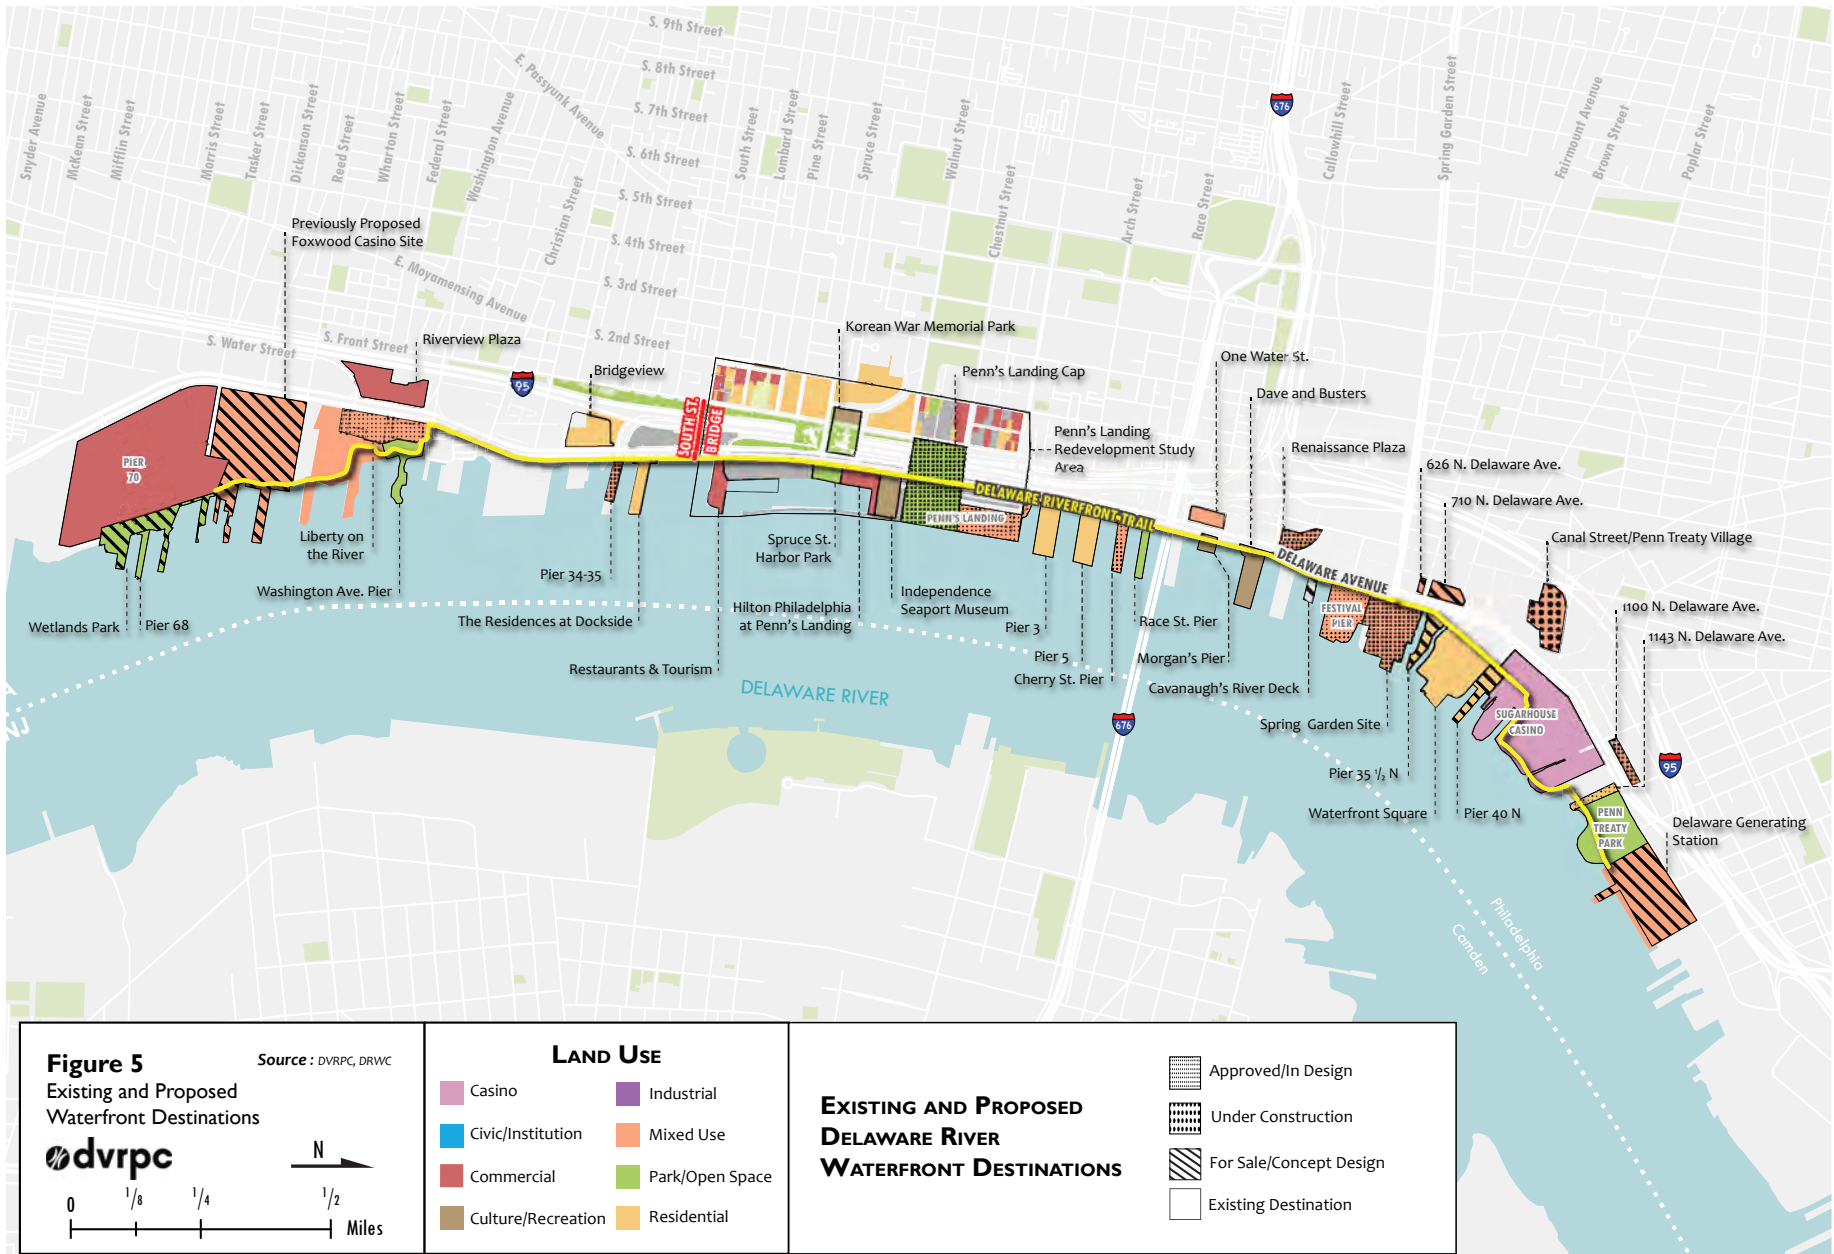 S. 9th Street
S. 8th Street
S. 7th Street
S. 6th Street
S. 5th Street
S. 4th Street
S. 3rd Street
S. 2nd Street
S. Front Street
S. Water Street
E. Passyunk Avenue
E. Moyamensing Avenue
Snyder Avenue
McKean Street
Mifflin Street
Morris Street
Tasker Street
Dickonson Street
Reed Street
Wharton Street
Federal Street
Washington Avenue
Christian Street
South Street
Lombard Street
Pine Street
Spruce Street
Walnut Street
Chestnut Street
Arch Street
Race Street
Callowhill Street
Spring Garden Street
Fairmount Avenue
Brown Street
Poplar Street
676
95
Previously Proposed
Foxwood Casino Site
Riverview Plaza
Bridgeview
Korean War Memorial Park
Penn's Landing Cap
Penn's Landing
Redevelopment Study
Area
One Water St.
Dave and Busters
Renaissance Plaza
626 N. Delaware Ave.
710 N. Delaware Ave.
Canal Street/Penn Treaty Village
1100 N. Delaware Ave.
1143 N. Delaware Ave.
SOUTH ST.
BRIDGE
PIER
70
DELAWARE RIVERFRONT TRAIL
PENN'S LANDING
DELAWARE AVENUE
FESTIVAL
PIER
SUGARHOUSE
CASINO
95
PENN
TREATY
PARK
Delaware Generating
Station
Wetlands Park
Pier 68
Liberty on
the River
Washington Ave. Pier
Pier 34-35
The Residences at Dockside
Restaurants & Tourism
Spruce St.
Harbor Park
Hilton Philadelphia
at Penn's Landing
Independence
Seaport Museum
Pier 3
Pier 5
Cherry St. Pier
Race St. Pier
Morgan's Pier
Cavanaugh's River Deck
Spring Garden Site
Pier 35 1/2 N
Waterfront Square
Pier 40 N
DELAWARE RIVER
676
NJ
Philadelphia
Camden
Figure 5
Source : DVRPC, DRWC
Existing and Proposed
Waterfront Destinations
dvrpc
N
0 1/8 1/4 1/2 Miles
LAND USE
Casino
Civic/Institution
Commercial
Culture/Recreation
Industrial
Mixed Use
Park/Open Space
Residential
EXISTING AND PROPOSED
DELAWARE RIVER
WATERFRONT DESTINATIONS
Approved/In Design
Under Construction
For Sale/Concept Design
Existing Destination